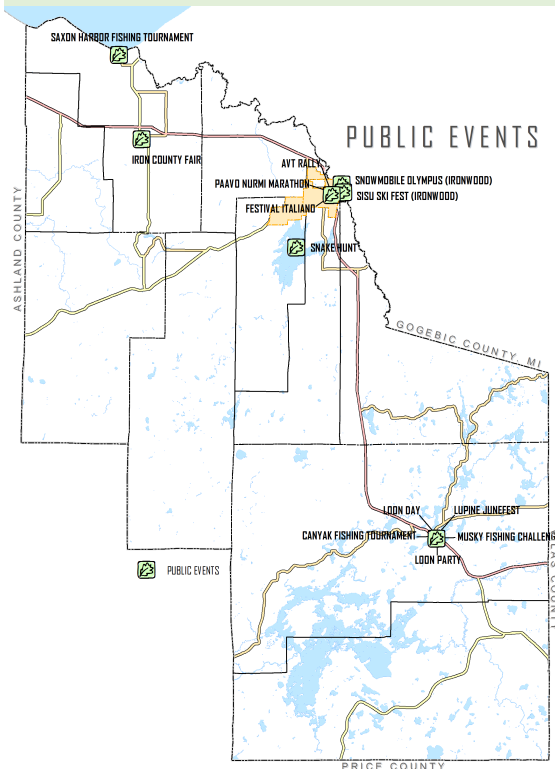 SAXON HARBOR FISHING TOURNAMENT
PUBLIC EVENTS
IRON COUNTY FAIR
AVT RALLY
SNOWMOBILE OLYMPUS (IRONWOOD)
PAAVO NURMI MARATHON
SISU SKI FEST (IRONWOOD)
FESTIVAL ITALIANO
ASHLAND COUNTY
SNAKE HUNT
GOGEBIC COUNTY, MI
LOON DAY
LUPINE JUNEFEST
CANYAK FISHING TOURNAMENT
MUSKY FISHING CHALLENG
LOON PARTY
PUBLIC EVENTS
COUNTY
PRICE COUNTY